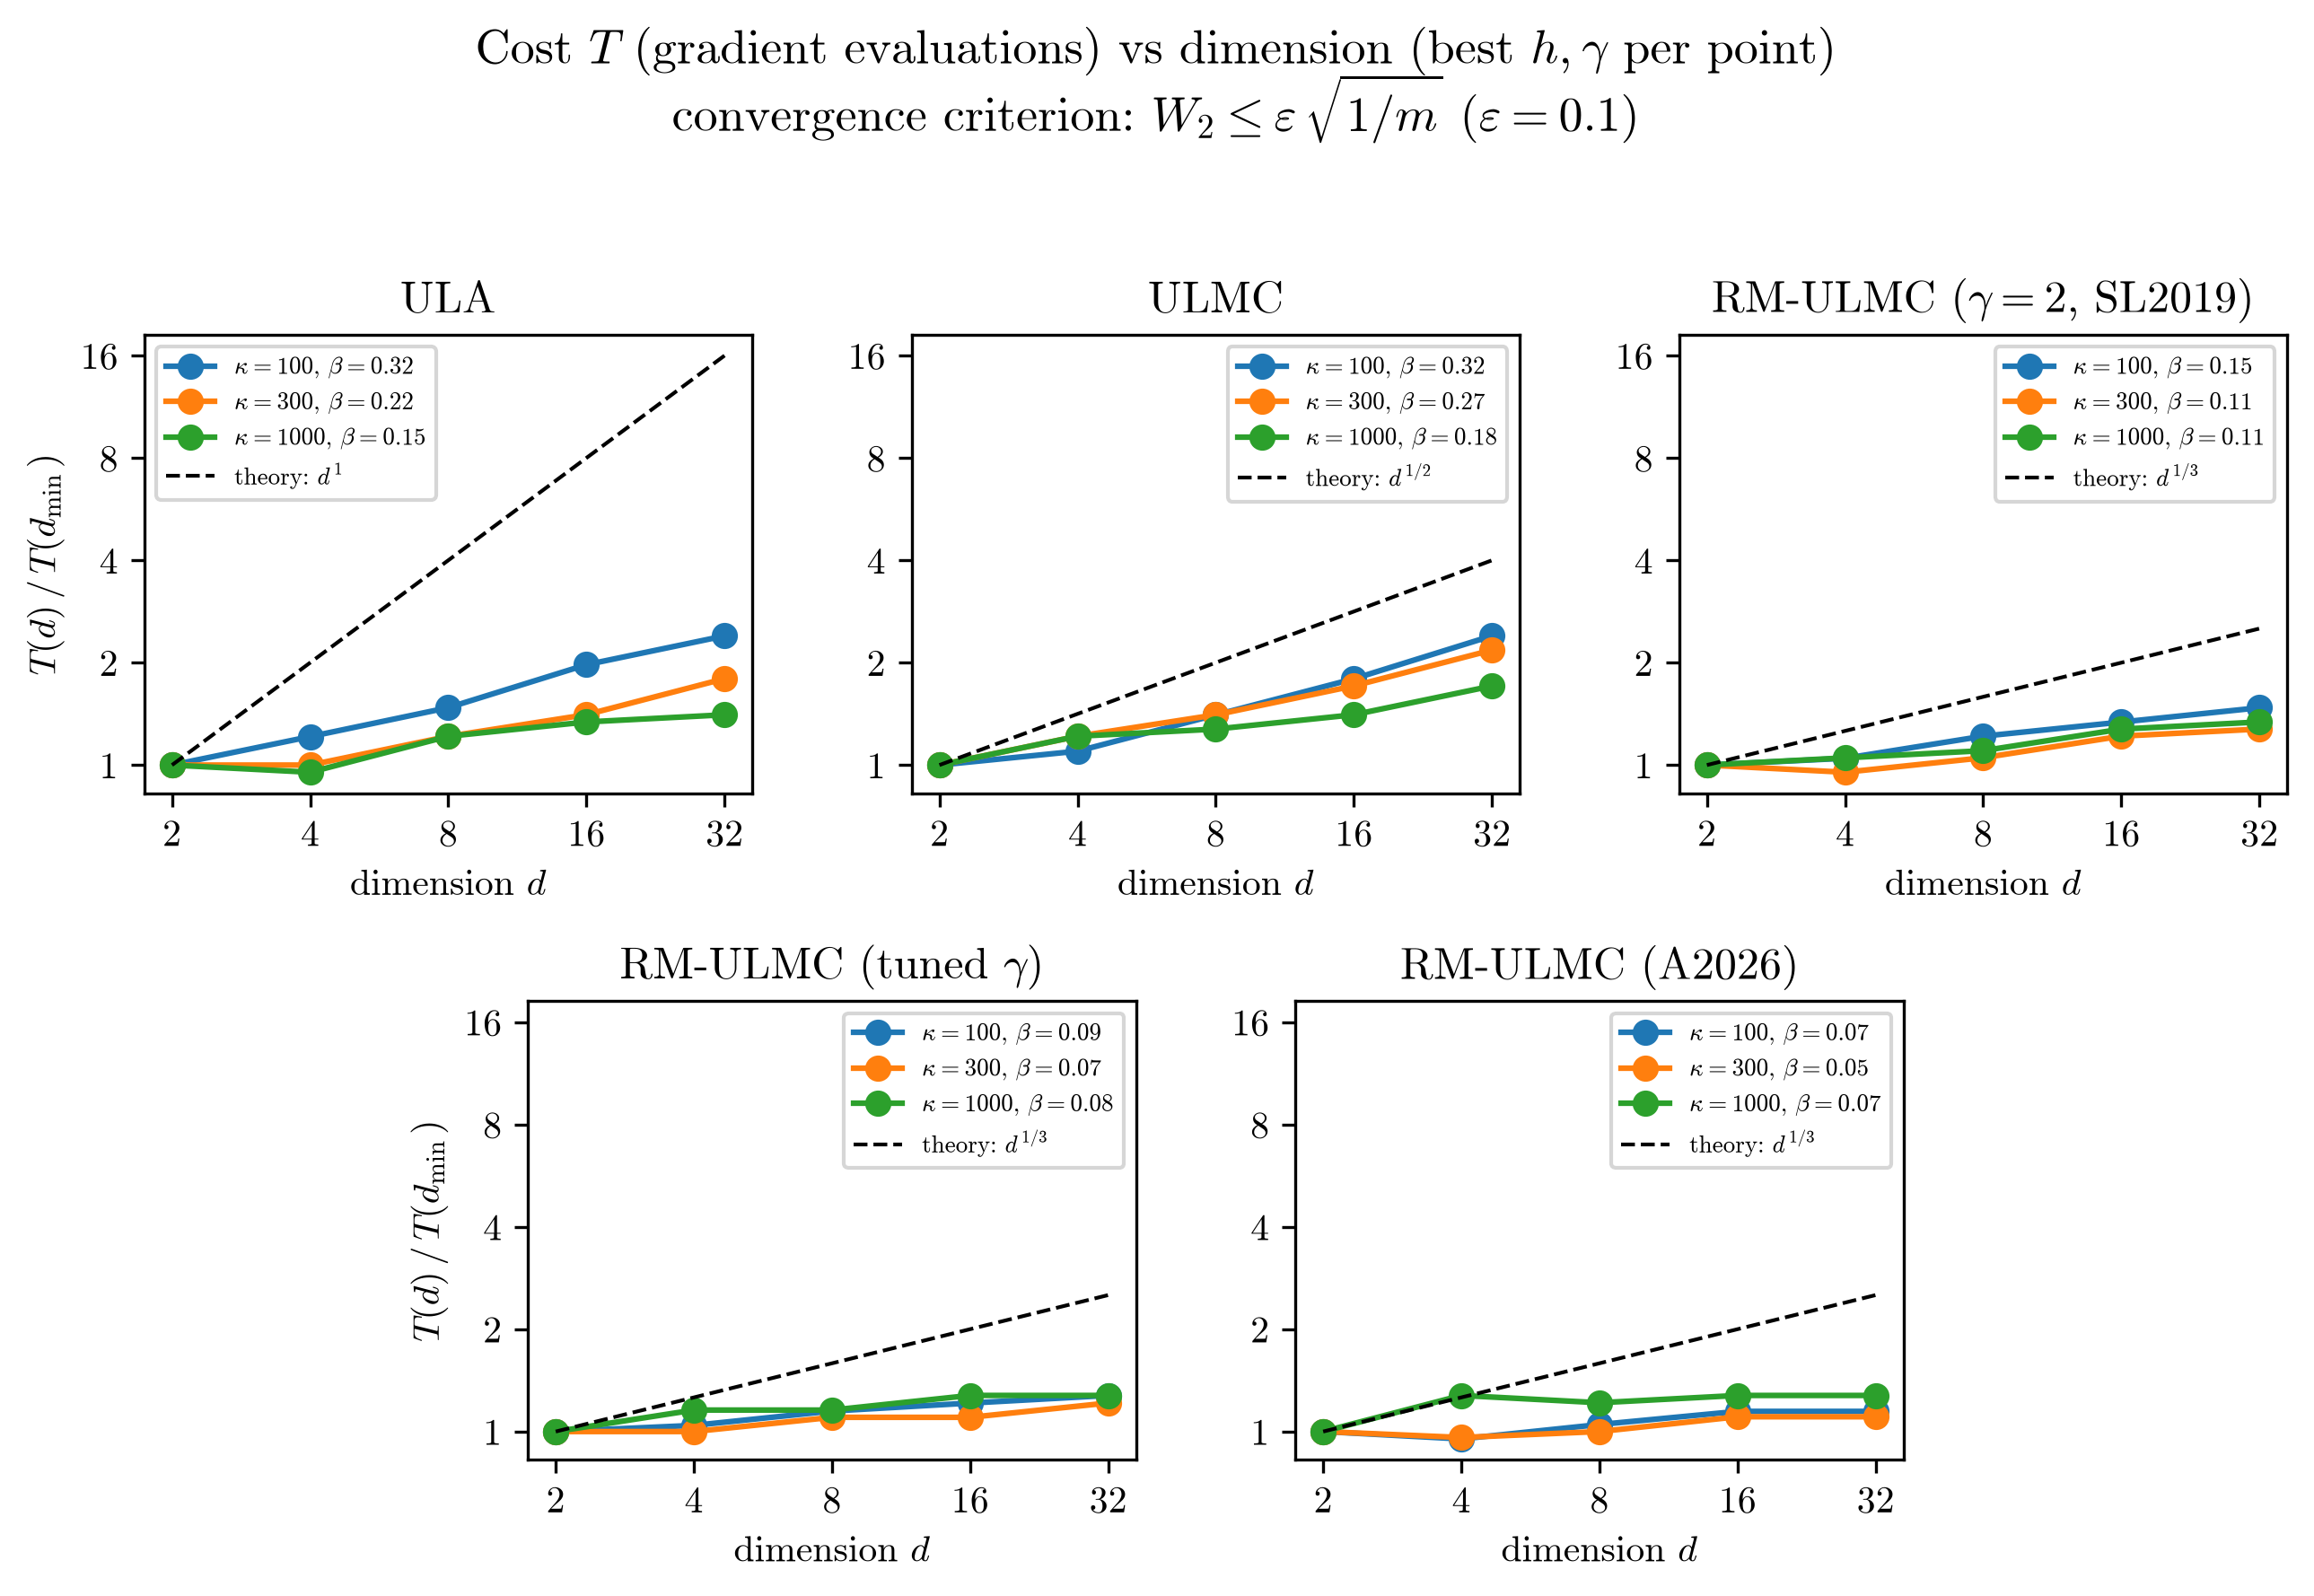 Cost T (gradient evaluations) vs dimension (best h, γ per point)
convergence criterion: W₂ ≤ ε √(1/m) (ε = 0.1)
ULA
T(d) / T(d_min)
16
8
4
2
1
κ = 100, β = 0.32
κ = 300, β = 0.22
κ = 1000, β = 0.15
theory: d¹
2 4 8 16 32
dimension d
ULMC
16
8
4
2
1
κ = 100, β = 0.32
κ = 300, β = 0.27
κ = 1000, β = 0.18
theory: d^{1/2}
2 4 8 16 32
dimension d
RM-ULMC (γ = 2, SL2019)
16
8
4
2
1
κ = 100, β = 0.15
κ = 300, β = 0.11
κ = 1000, β = 0.11
theory: d^{1/3}
2 4 8 16 32
dimension d
RM-ULMC (tuned γ)
T(d) / T(d_min)
16
8
4
2
1
κ = 100, β = 0.09
κ = 300, β = 0.07
κ = 1000, β = 0.08
theory: d^{1/3}
2 4 8 16 32
dimension d
RM-ULMC (A2026)
16
8
4
2
1
κ = 100, β = 0.07
κ = 300, β = 0.05
κ = 1000, β = 0.07
theory: d^{1/3}
2 4 8 16 32
dimension d